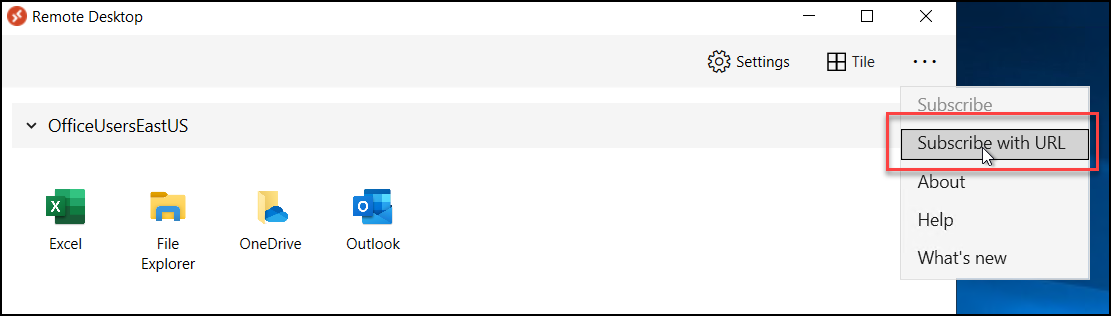 Remote Desktop
Settings
Tile
Subscribe
OfficeUsersEastUS
Subscribe with URL
About
Help
What's new
Excel
File
Explorer
OneDrive
Outlook